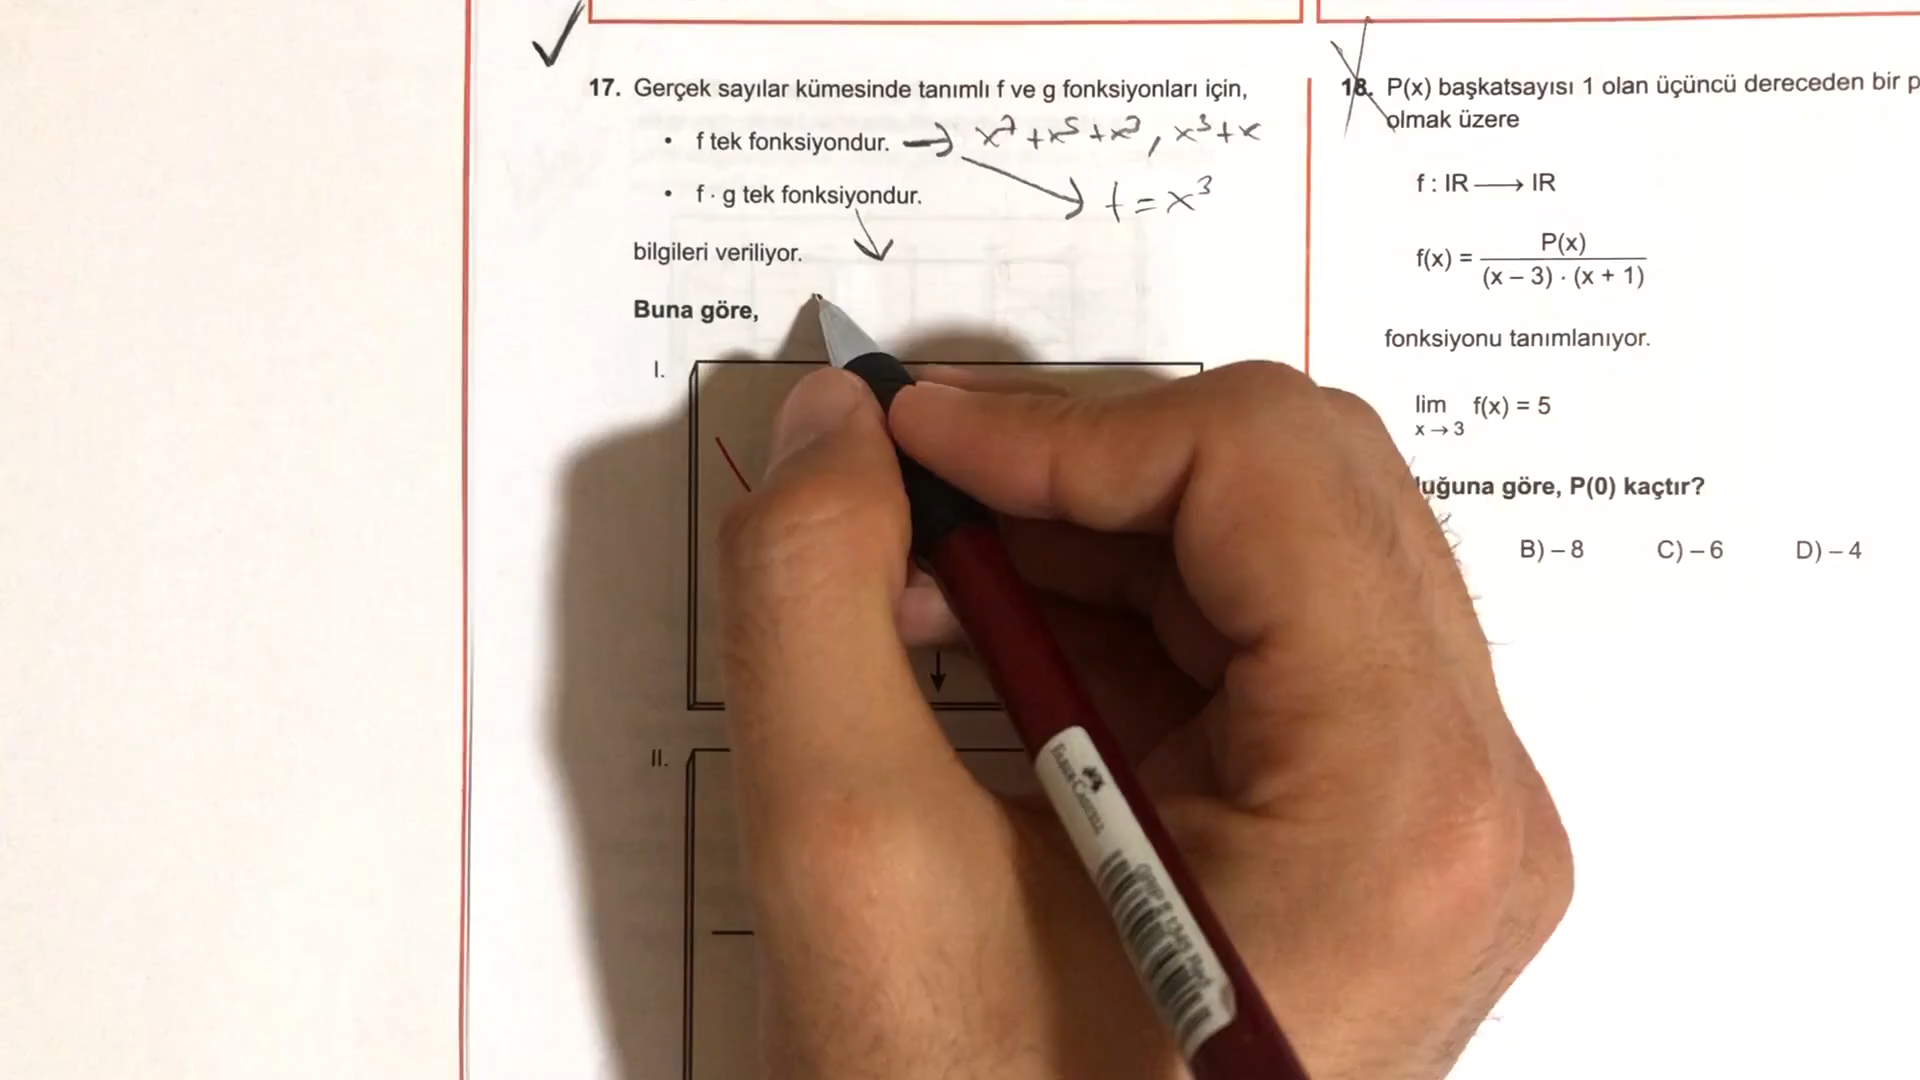 17. Gerçek sayılar kümesinde tanımlı f ve g fonksiyonları için,
• f tek fonksiyondur. → x⁷+x⁵+x³, x³+x
• f · g tek fonksiyondur.
f = x³
bilgileri veriliyor.
Buna göre,
I.
II.
18. P(x) başkatsayısı 1 olan üçüncü dereceden bir p
olmak üzere
f : IR ⟶ IR
f(x) = P(x) / (x – 3) · (x + 1)
fonksiyonu tanımlanıyor.
lim x → 3 f(x) = 5
luğuna göre, P(0) kaçtır?
B) – 8 C) – 6 D) – 4
FABER-CASTELL